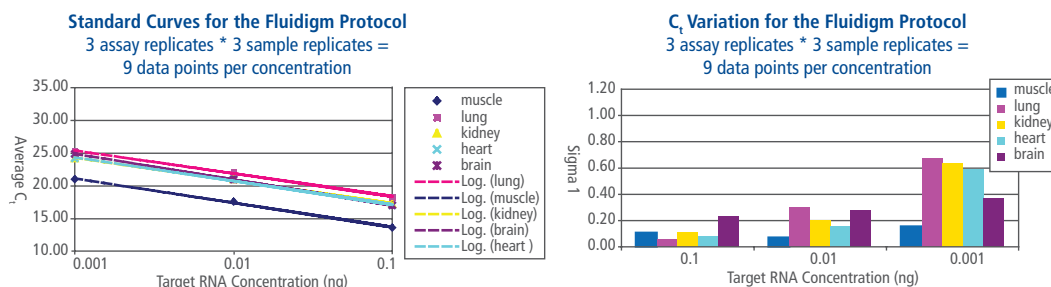 Standard Curves for the Fluidigm Protocol
3 assay replicates * 3 sample replicates =
9 data points per concentration
35.00
30.00
25.00
20.00
15.00
10.00
Average Ct
0.001
0.01
0.1
Target RNA Concentration (ng)
muscle
lung
kidney
heart
brain
Log. (lung)
Log. (muscle)
Log. (kidney)
Log. (brain)
Log. (heart )
Ct Variation for the Fluidigm Protocol
3 assay replicates * 3 sample replicates =
9 data points per concentration
1.20
1.00
0.80
0.60
0.40
0.20
0.00
Sigma 1
0.1
0.01
0.001
Target RNA Concentration (ng)
muscle
lung
kidney
heart
brain